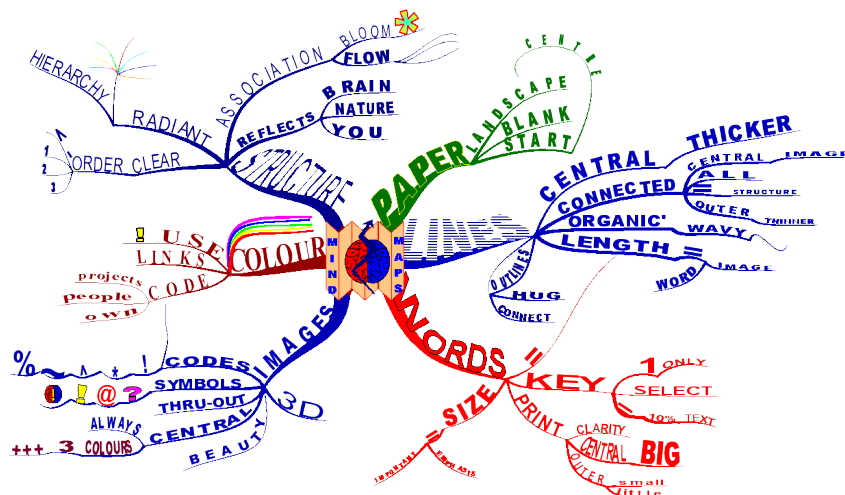 MIND
MAPS
STRUCTURE
RADIANT
HIERARCHY
ORDER CLEAR
1
2
3
ASSOCIATION
BLOOM
FLOW
REFLECTS
BRAIN
NATURE
YOU
PAPER
LANDSCAPE
BLANK
START
CENTRE
LINES
CENTRAL
THICKER
CONNECTED
CENTRAL
IMAGE
ALL
= STRUCTURE
OUTER
THINNER
ORGANIC'
WAVY
LENGTH =
IMAGE
WORD
OUTLINES
HUG
CONNECT
WORDS
=
KEY
1 ONLY
SELECT
= 10% TEXT
PRINT
CLARITY
CENTRAL BIG
OUTER small
little
SIZE
=
IMPORTANT
EMPHASIS
IMAGES
CODES ! * ^ ~ %
SYMBOLS ? @ !
THRU-OUT
CENTRAL
ALWAYS
3 COLOURS +++
BEAUTY
3D
COLOUR
USE !
LINKS
CODE
projects
people
own